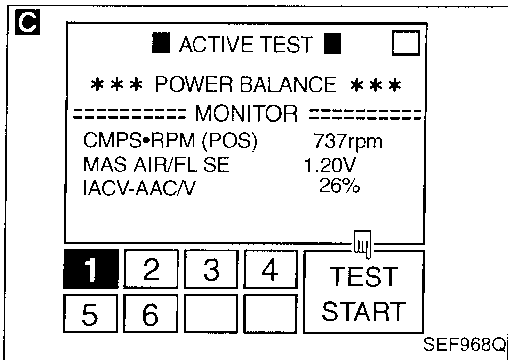 C
ACTIVE TEST
*** POWER BALANCE ***
========== MONITOR ==========
CMPS•RPM (POS) 737rpm
MAS AIR/FL SE 1.20V
IACV-AAC/V 26%
1 2 3 4
5 6
TEST
START
SEF968Q